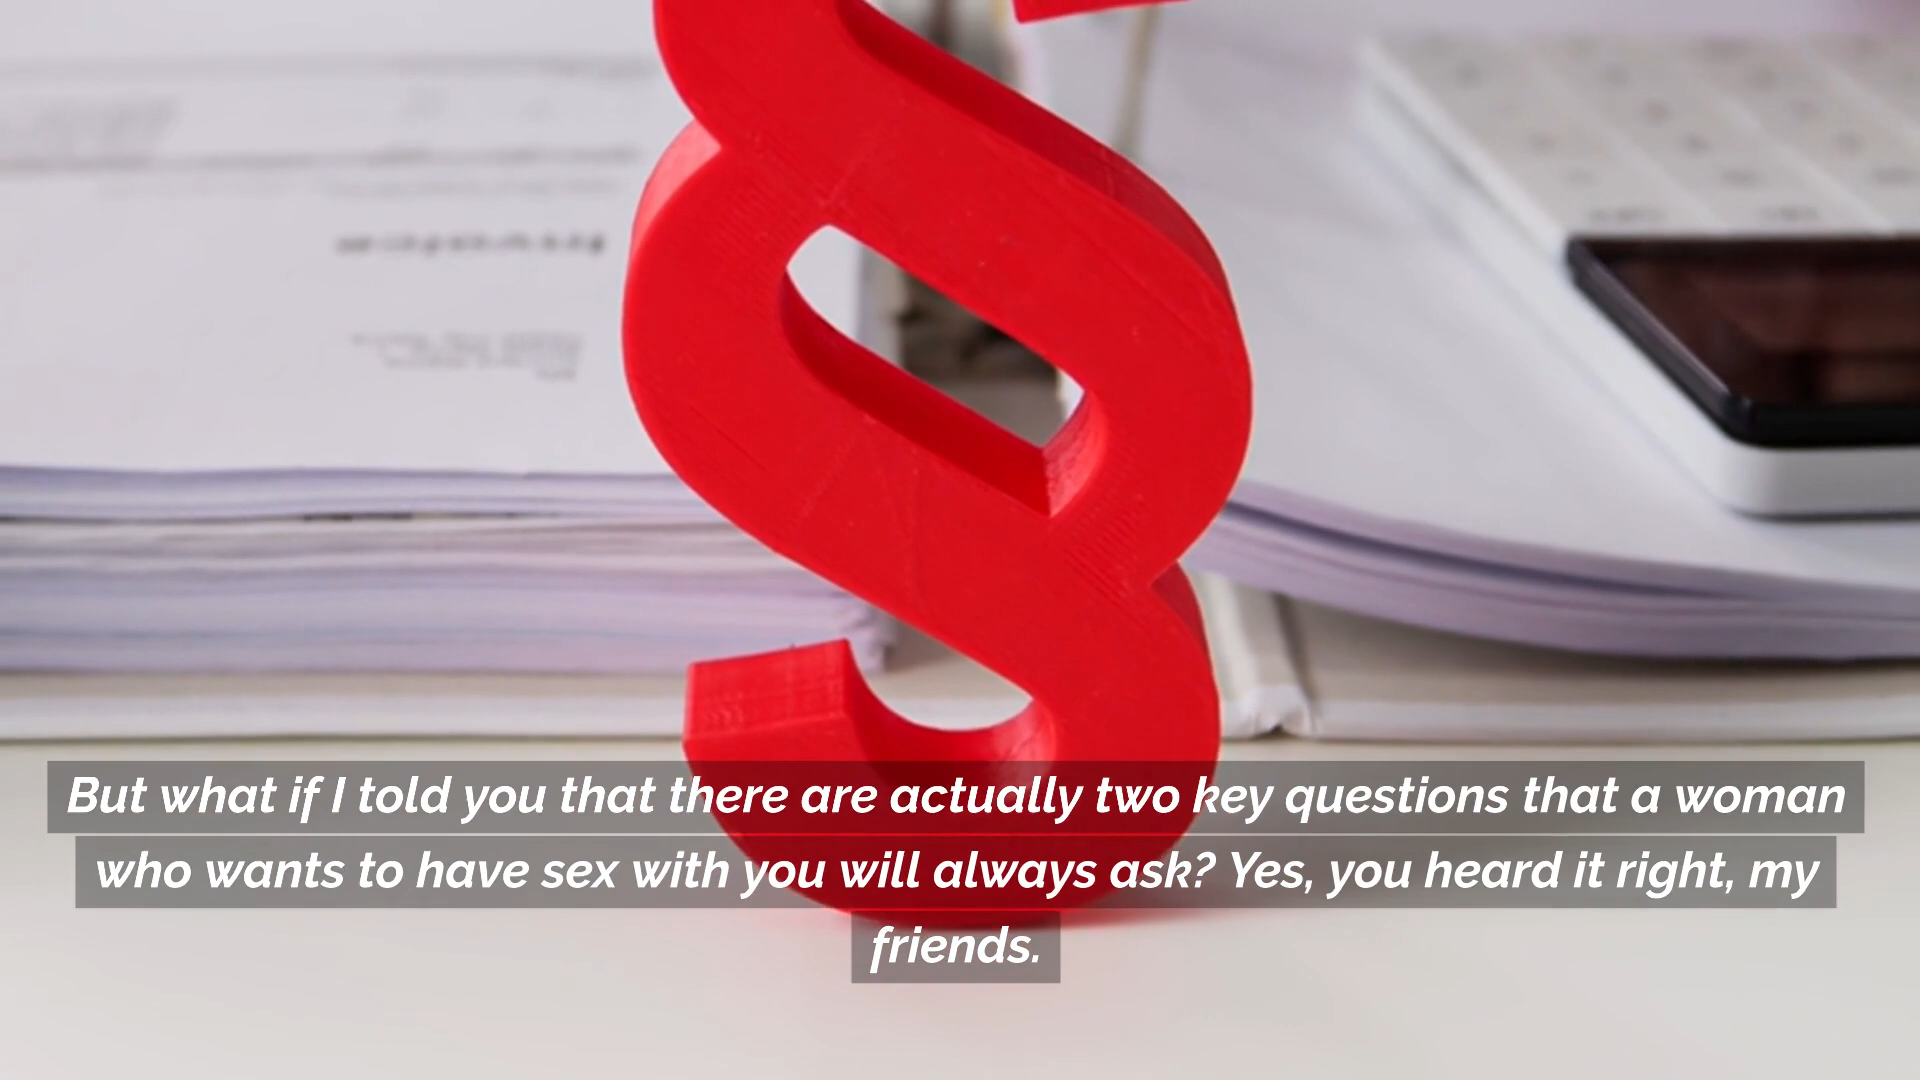 But what if I told you that there are actually two key questions that a woman
who wants to have sex with you will always ask? Yes, you heard it right, my
friends.